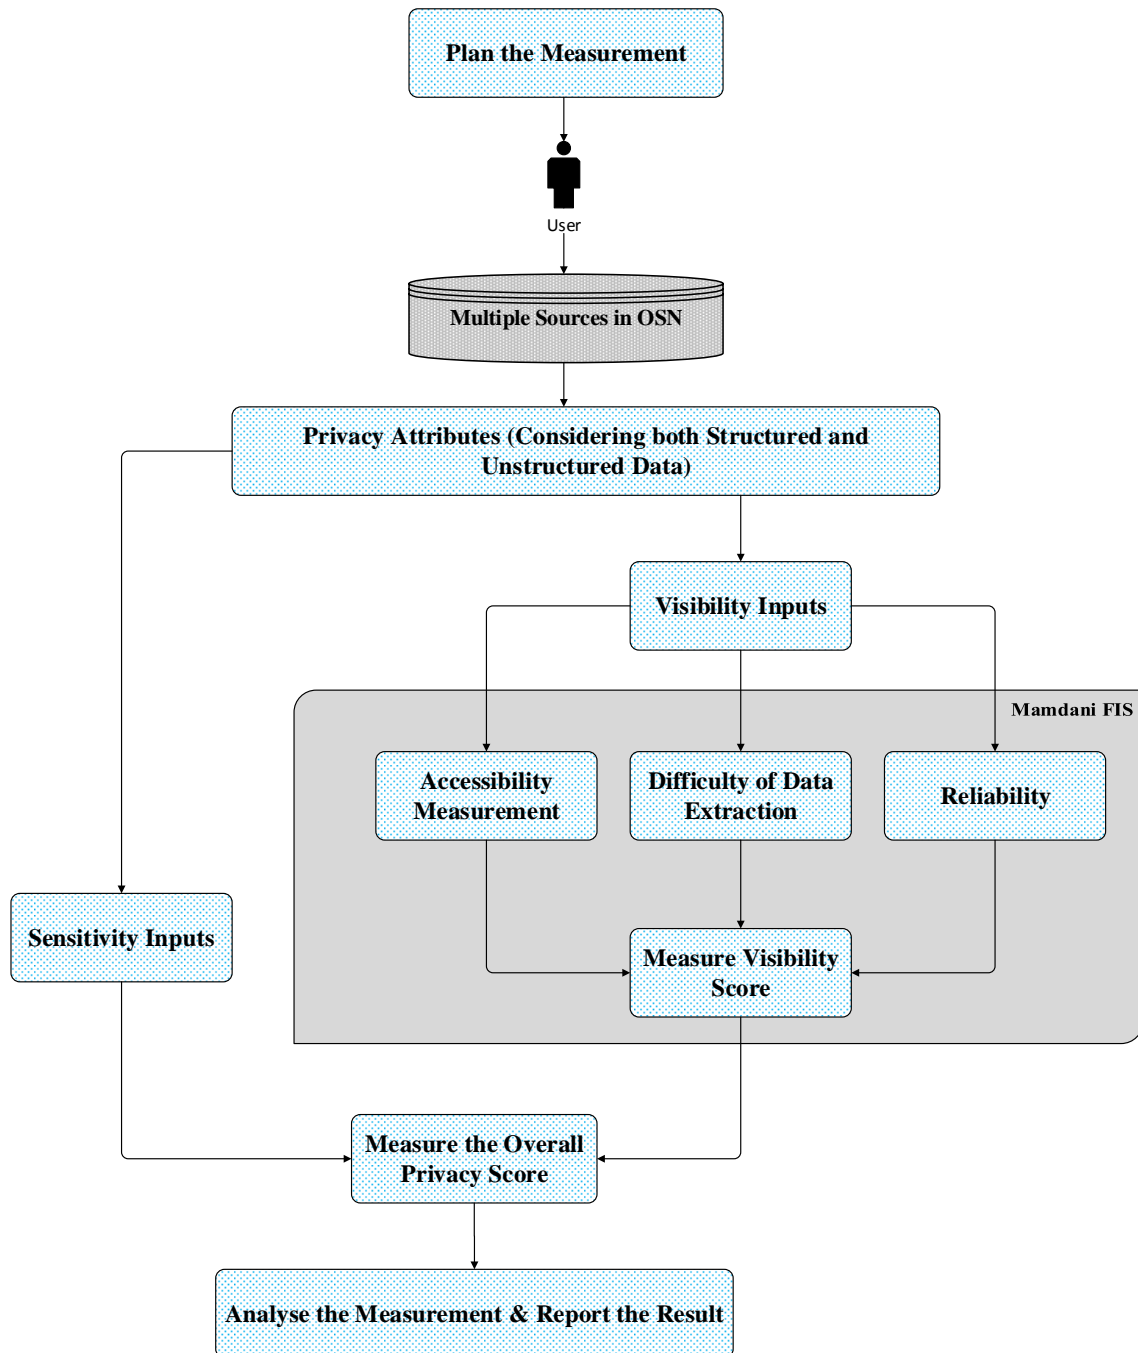 Plan the Measurement
User
Multiple Sources in OSN
Privacy Attributes (Considering both Structured and
Unstructured Data)
Visibility Inputs
Mamdani FIS
Accessibility
Measurement
Difficulty of Data
Extraction
Reliability
Sensitivity Inputs
Measure Visibility
Score
Measure the Overall
Privacy Score
Analyse the Measurement & Report the Result